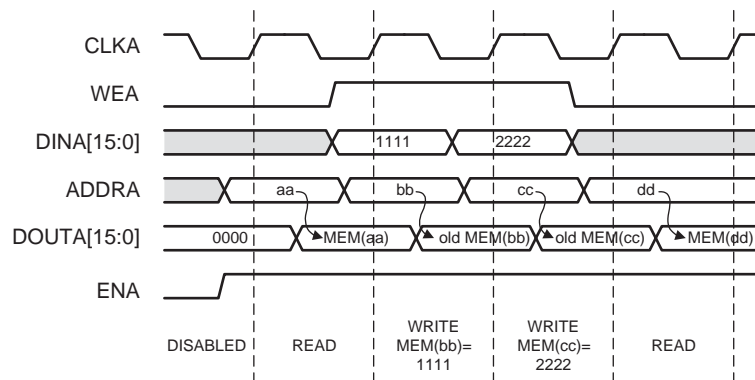 CLKA
WEA
DINA[15:0] 1111 2222
ADDRA aa bb cc dd
DOUTA[15:0] 0000 MEM(aa) old MEM(bb) old MEM(cc) MEM(dd)
ENA
DISABLED READ WRITE MEM(bb)= 1111 WRITE MEM(cc)= 2222 READ